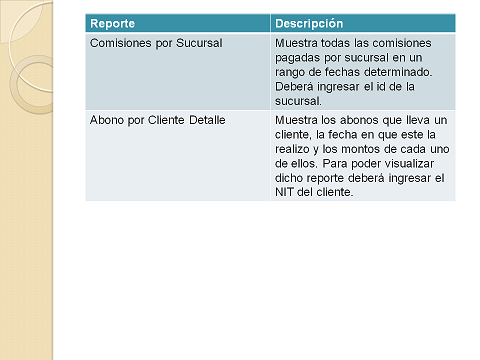 Reporte
Descripción
Comisiones por Sucursal
Muestra todas las comisiones
pagadas por sucursal en un
rango de fechas determinado.
Deberá ingresar el id de la
sucursal.
Abono por Cliente Detalle
Muestra los abonos que lleva un
cliente, la fecha en que este la
realizo y los montos de cada uno
de ellos. Para poder visualizar
dicho reporte deberá ingresar el
NIT del cliente.